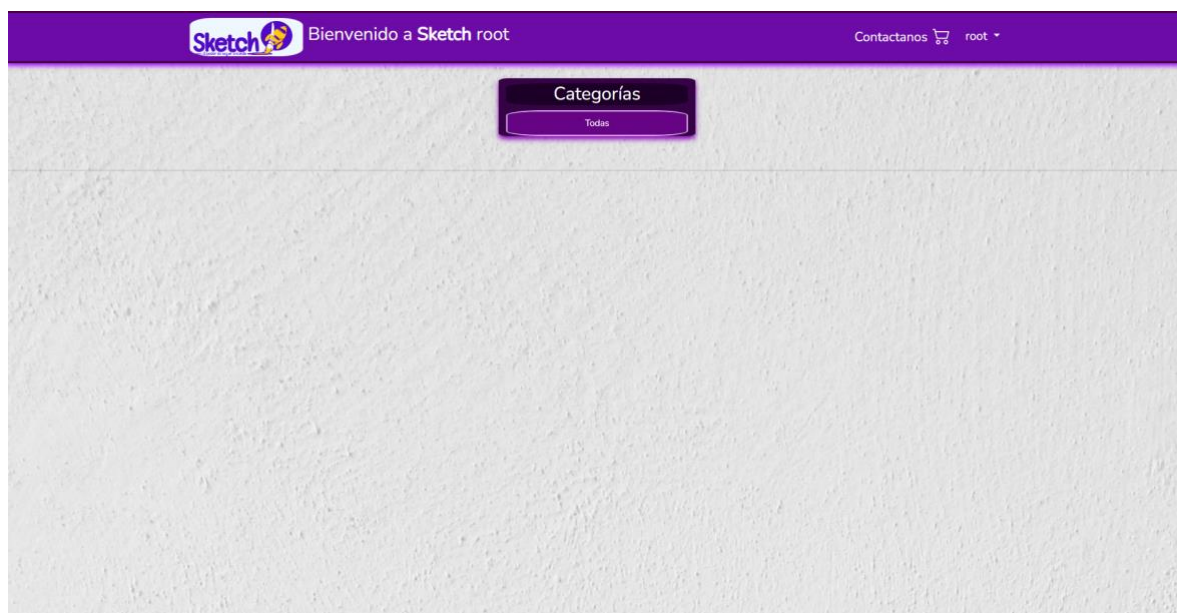 Sketch
Bienvenido a Sketch root
Contactanos
root
Categorías
Todas